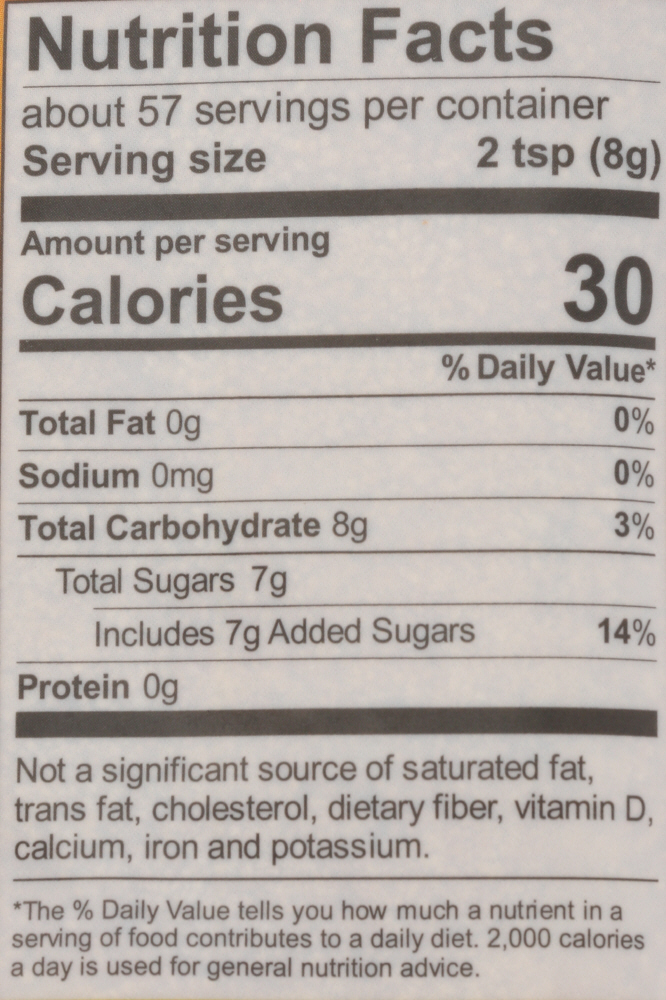 Nutrition Facts
about 57 servings per container
Serving size 2 tsp (8g)
Amount per serving
Calories 30
% Daily Value*
Total Fat 0g 0%
Sodium 0mg 0%
Total Carbohydrate 8g 3%
Total Sugars 7g
Includes 7g Added Sugars 14%
Protein 0g
Not a significant source of saturated fat,
trans fat, cholesterol, dietary fiber, vitamin D,
calcium, iron and potassium.
*The % Daily Value tells you how much a nutrient in a
serving of food contributes to a daily diet. 2,000 calories
a day is used for general nutrition advice.